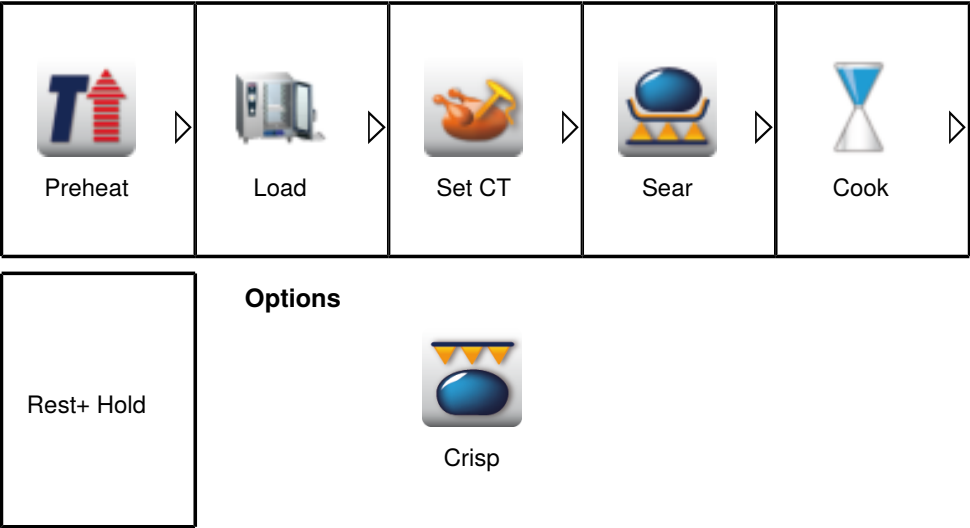 Preheat
Load
Set CT
Sear
Cook
Rest+ Hold
Options
Crisp